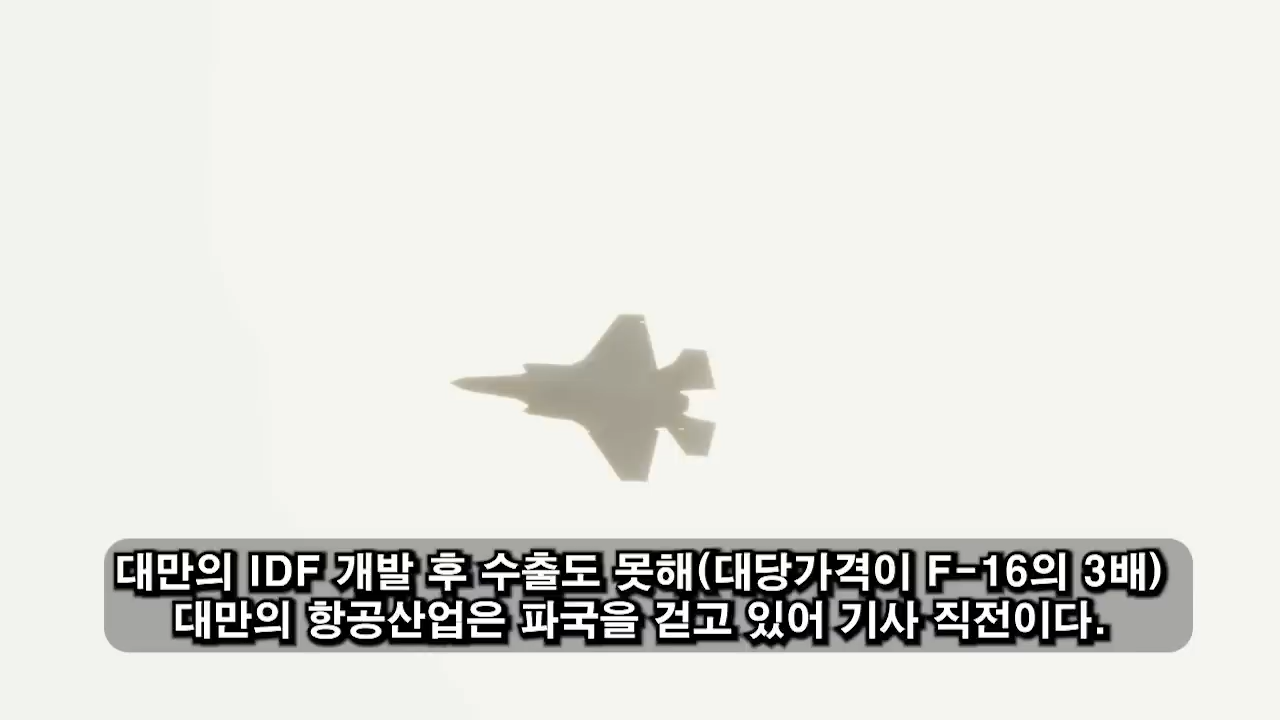 대만의 IDF 개발 후 수출도 못해(대당가격이 F-16의 3배)
대만의 항공산업은 파국을 걷고 있어 기사 직전이다.